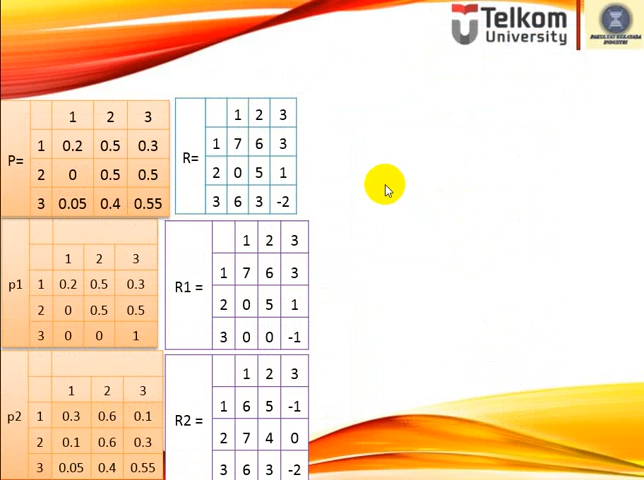 Telkom
University
FAKULTAS REKAYASA
INDUSTRI
P=
1 2 3
1 0.2 0.5 0.3
2 0 0.5 0.5
3 0.05 0.4 0.55
R=
1 2 3
1 7 6 3
2 0 5 1
3 6 3 -2
p1
1 2 3
1 0.2 0.5 0.3
2 0 0.5 0.5
3 0 0 1
R1 =
1 2 3
1 7 6 3
2 0 5 1
3 0 0 -1
p2
1 2 3
1 0.3 0.6 0.1
2 0.1 0.6 0.3
3 0.05 0.4 0.55
R2 =
1 2 3
1 6 5 -1
2 7 4 0
3 6 3 -2